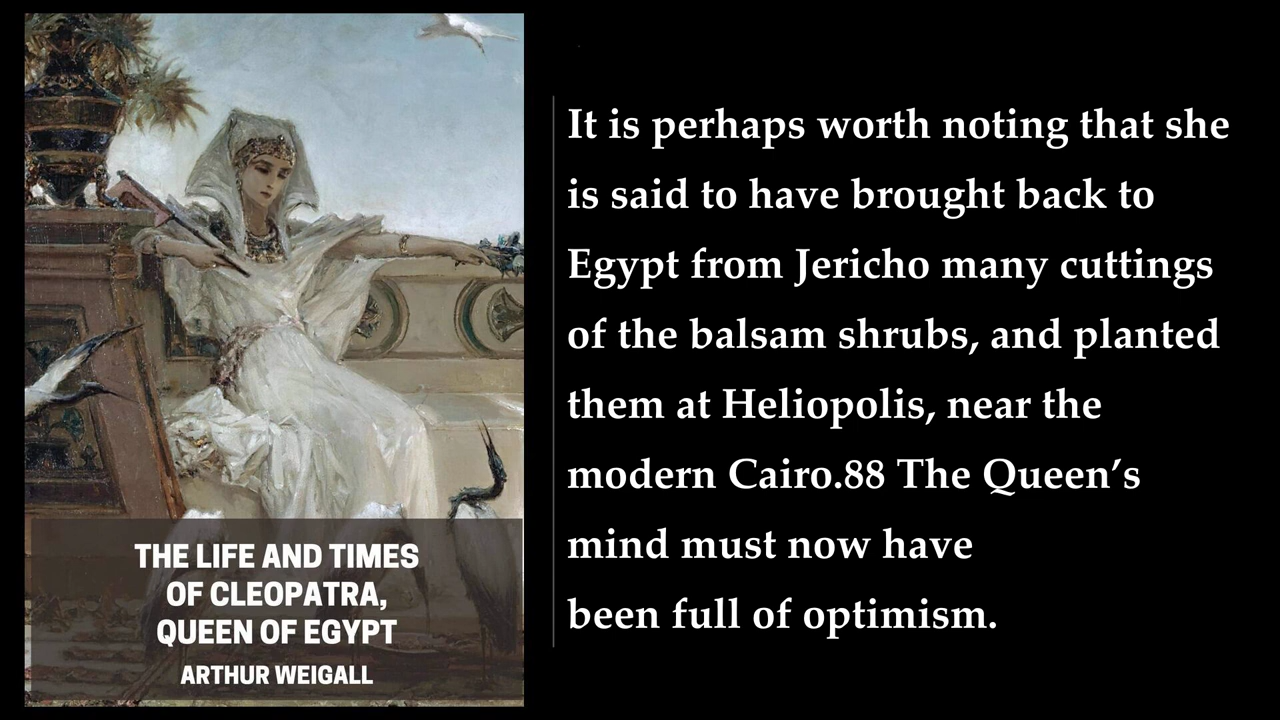 THE LIFE AND TIMES
OF CLEOPATRA,
QUEEN OF EGYPT
ARTHUR WEIGALL
It is perhaps worth noting that she
is said to have brought back to
Egypt from Jericho many cuttings
of the balsam shrubs, and planted
them at Heliopolis, near the
modern Cairo.88 The Queen’s
mind must now have
been full of optimism.